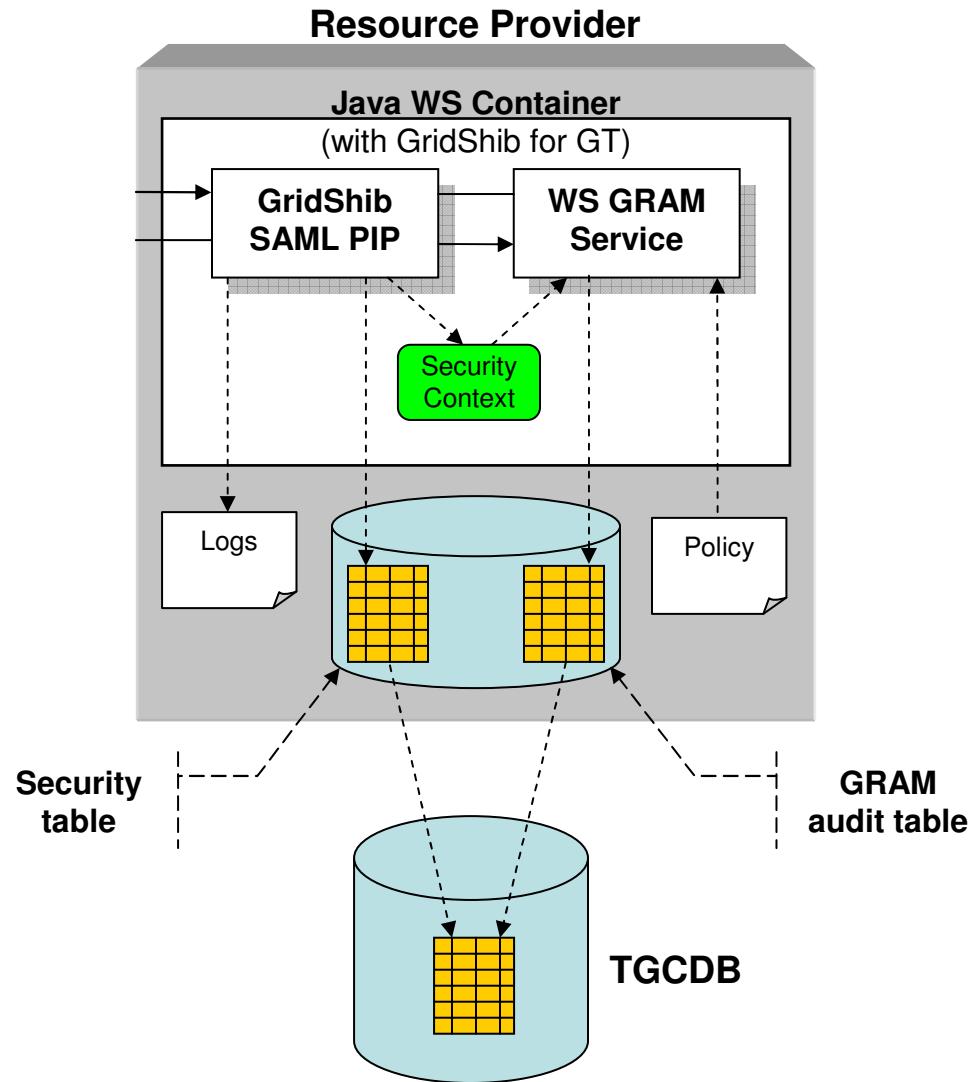 Resource Provider
Java WS Container
(with GridShib for GT)
GridShib
SAML PIP
WS GRAM
Service
Security
Context
Logs
Policy
Security
table
GRAM
audit table
TGCDB